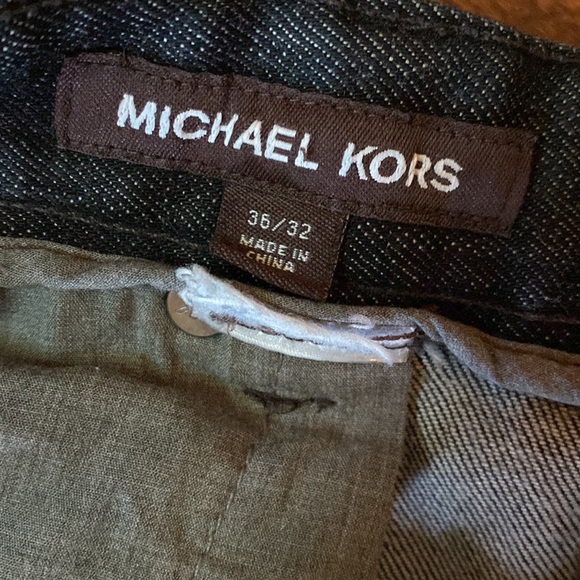 MICHAEL KORS
36/32
MADE IN
CHINA